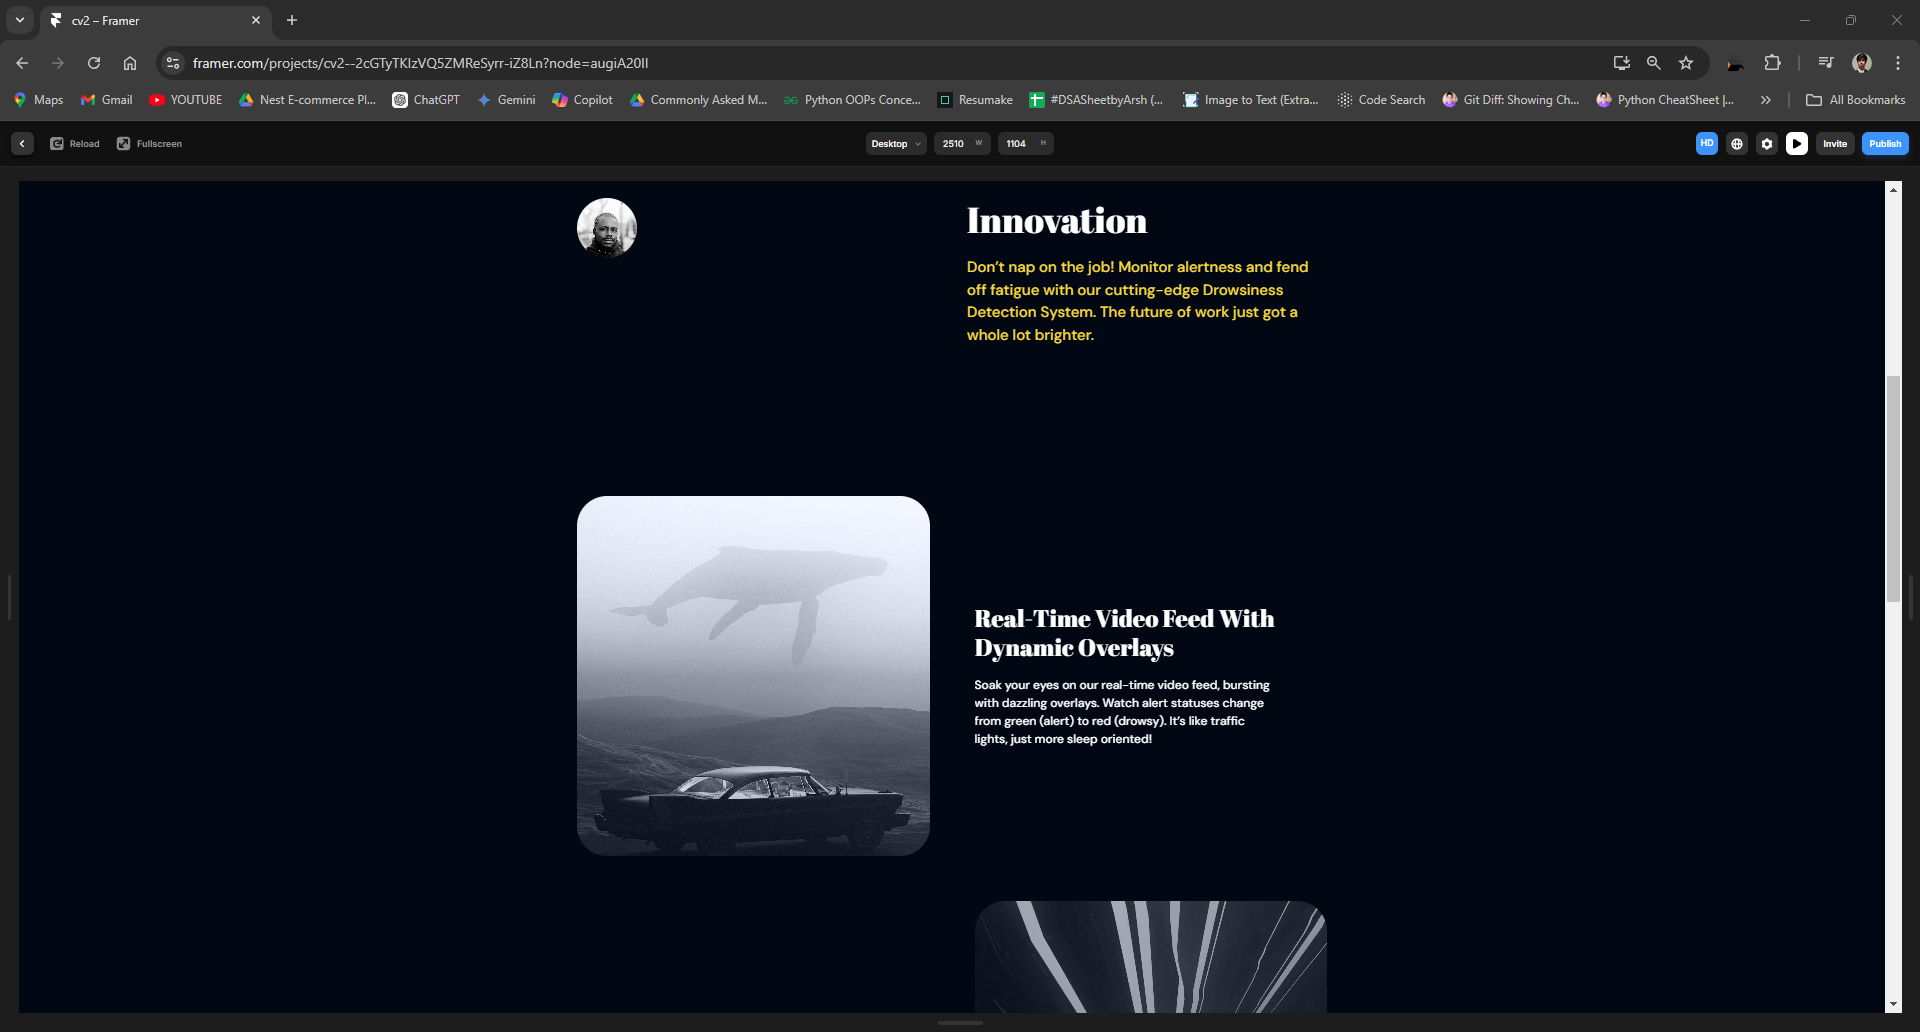 cv2 – Framer
framer.com/projects/cv2--2cGTyTKIzVQ5ZMReSyrr-iZ8Ln?node=augiA20Il
Maps Gmail YOUTUBE Nest E-commerce Pl... ChatGPT Gemini Copilot Commonly Asked M... Python OOPs Conce... Resumake #DSASheetbyArsh (... Image to Text (Extra... Code Search Git Diff: Showing Ch... Python CheatSheet |... All Bookmarks
Reload Fullscreen Desktop 2510 W 1104 H HD Invite Publish
Innovation
Don't nap on the job! Monitor alertness and fend
off fatigue with our cutting-edge Drowsiness
Detection System. The future of work just got a
whole lot brighter.
Real-Time Video Feed With
Dynamic Overlays
Soak your eyes on our real-time video feed, bursting
with dazzling overlays. Watch alert statuses change
from green (alert) to red (drowsy). It's like traffic
lights, just more sleep oriented!